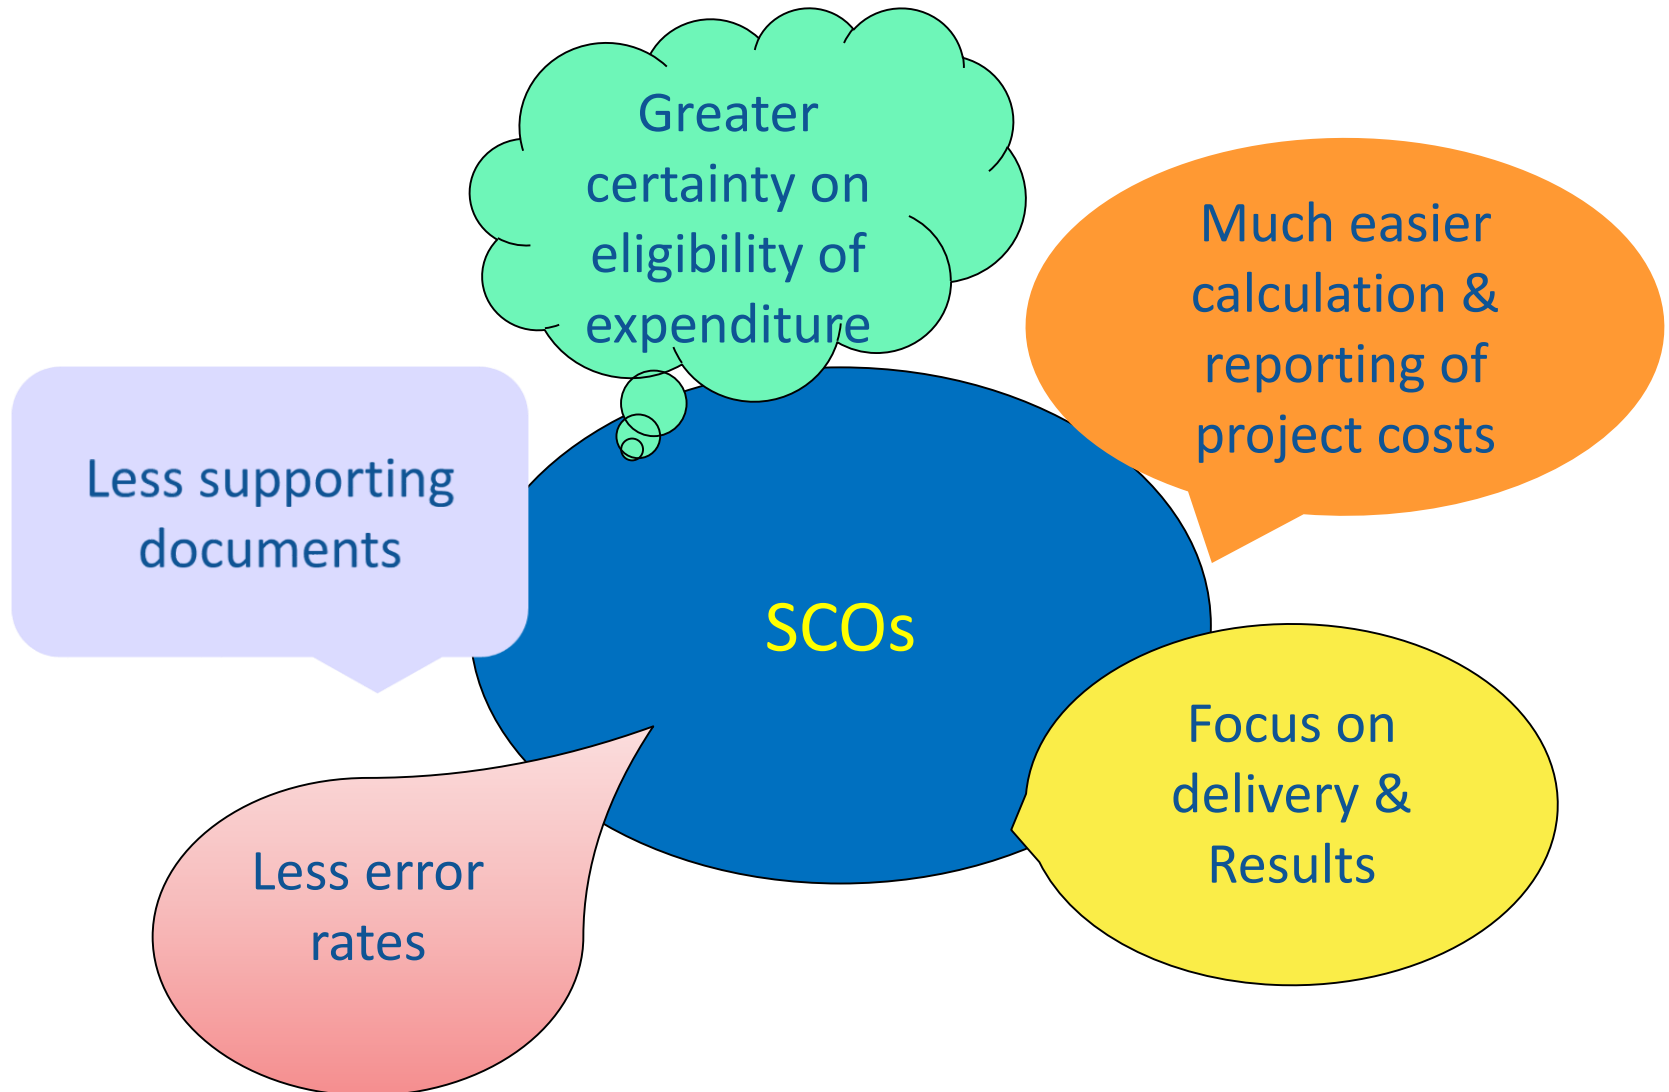 Greater
certainty on
eligibility of
expenditure
Much easier
calculation &
reporting of
project costs
Less supporting
documents
SCOs
Focus on
delivery &
Results
Less error
rates